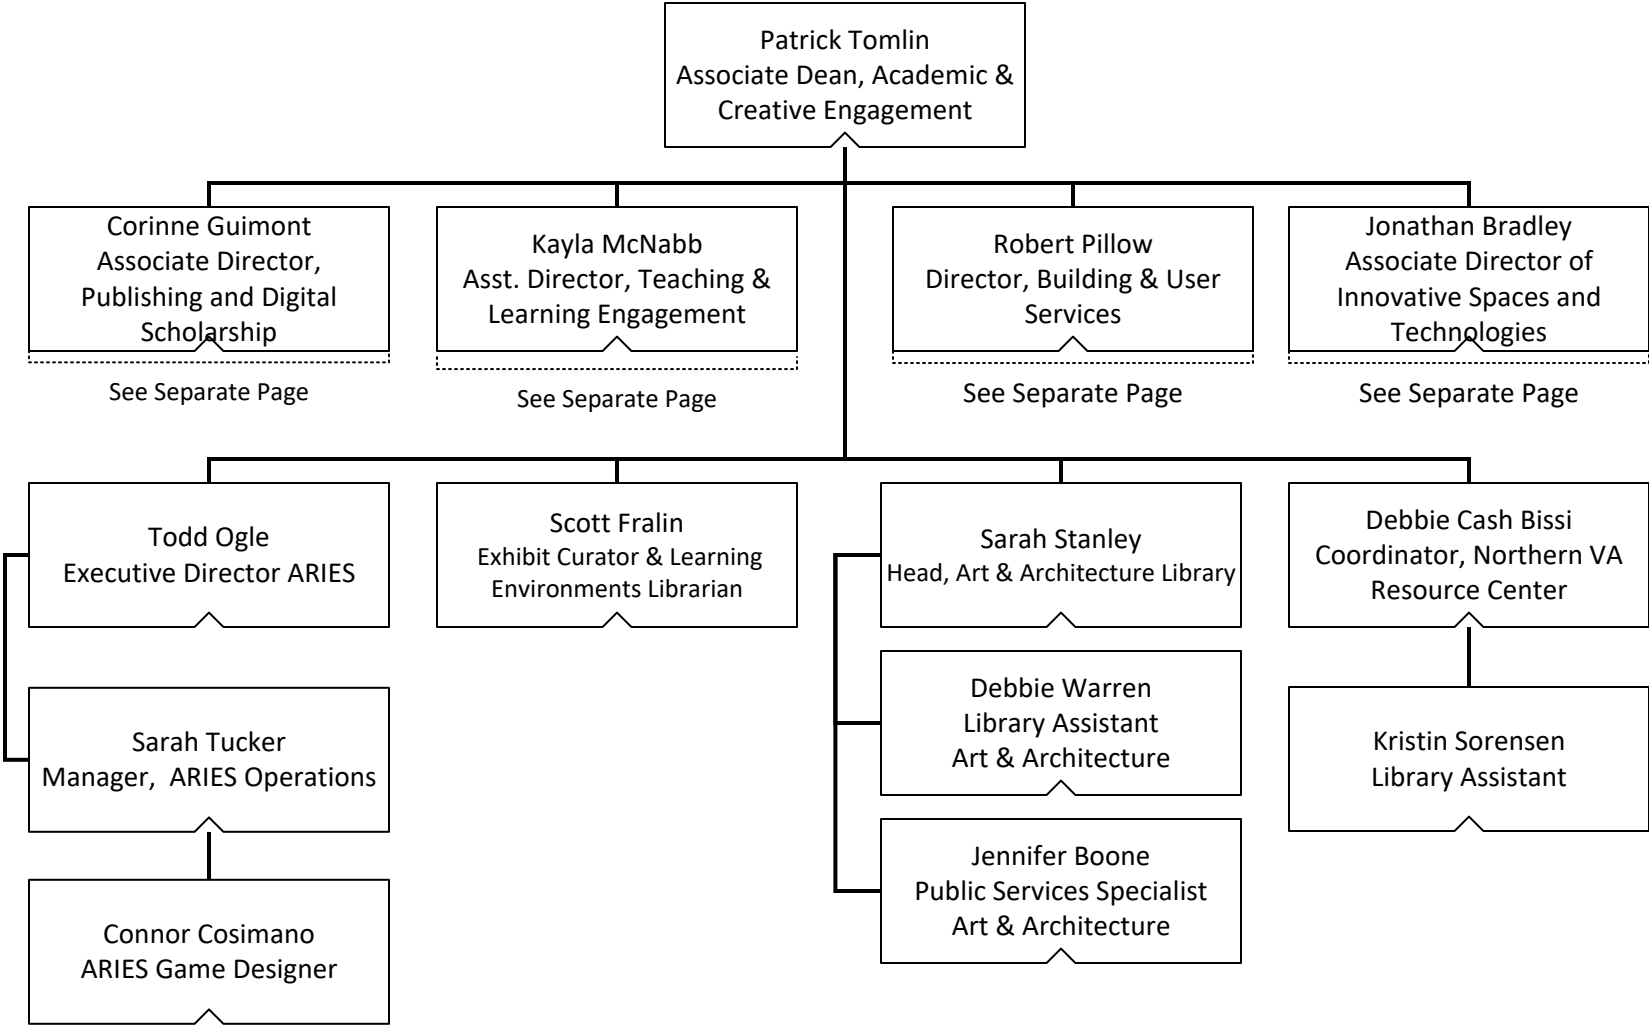 Patrick Tomlin
Associate Dean, Academic &
Creative Engagement
Corinne Guimont
Associate Director,
Publishing and Digital
Scholarship
See Separate Page
Kayla McNabb
Asst. Director, Teaching &
Learning Engagement
See Separate Page
Robert Pillow
Director, Building & User
Services
See Separate Page
Jonathan Bradley
Associate Director of
Innovative Spaces and
Technologies
See Separate Page
Todd Ogle
Executive Director ARIES
Sarah Tucker
Manager,  ARIES Operations
Connor Cosimano
ARIES Game Designer
Scott Fralin
Exhibit Curator & Learning
Environments Librarian
Sarah Stanley
Head, Art & Architecture Library
Debbie Warren
Library Assistant
Art & Architecture
Jennifer Boone
Public Services Specialist
Art & Architecture
Debbie Cash Bissi
Coordinator, Northern VA
Resource Center
Kristin Sorensen
Library Assistant